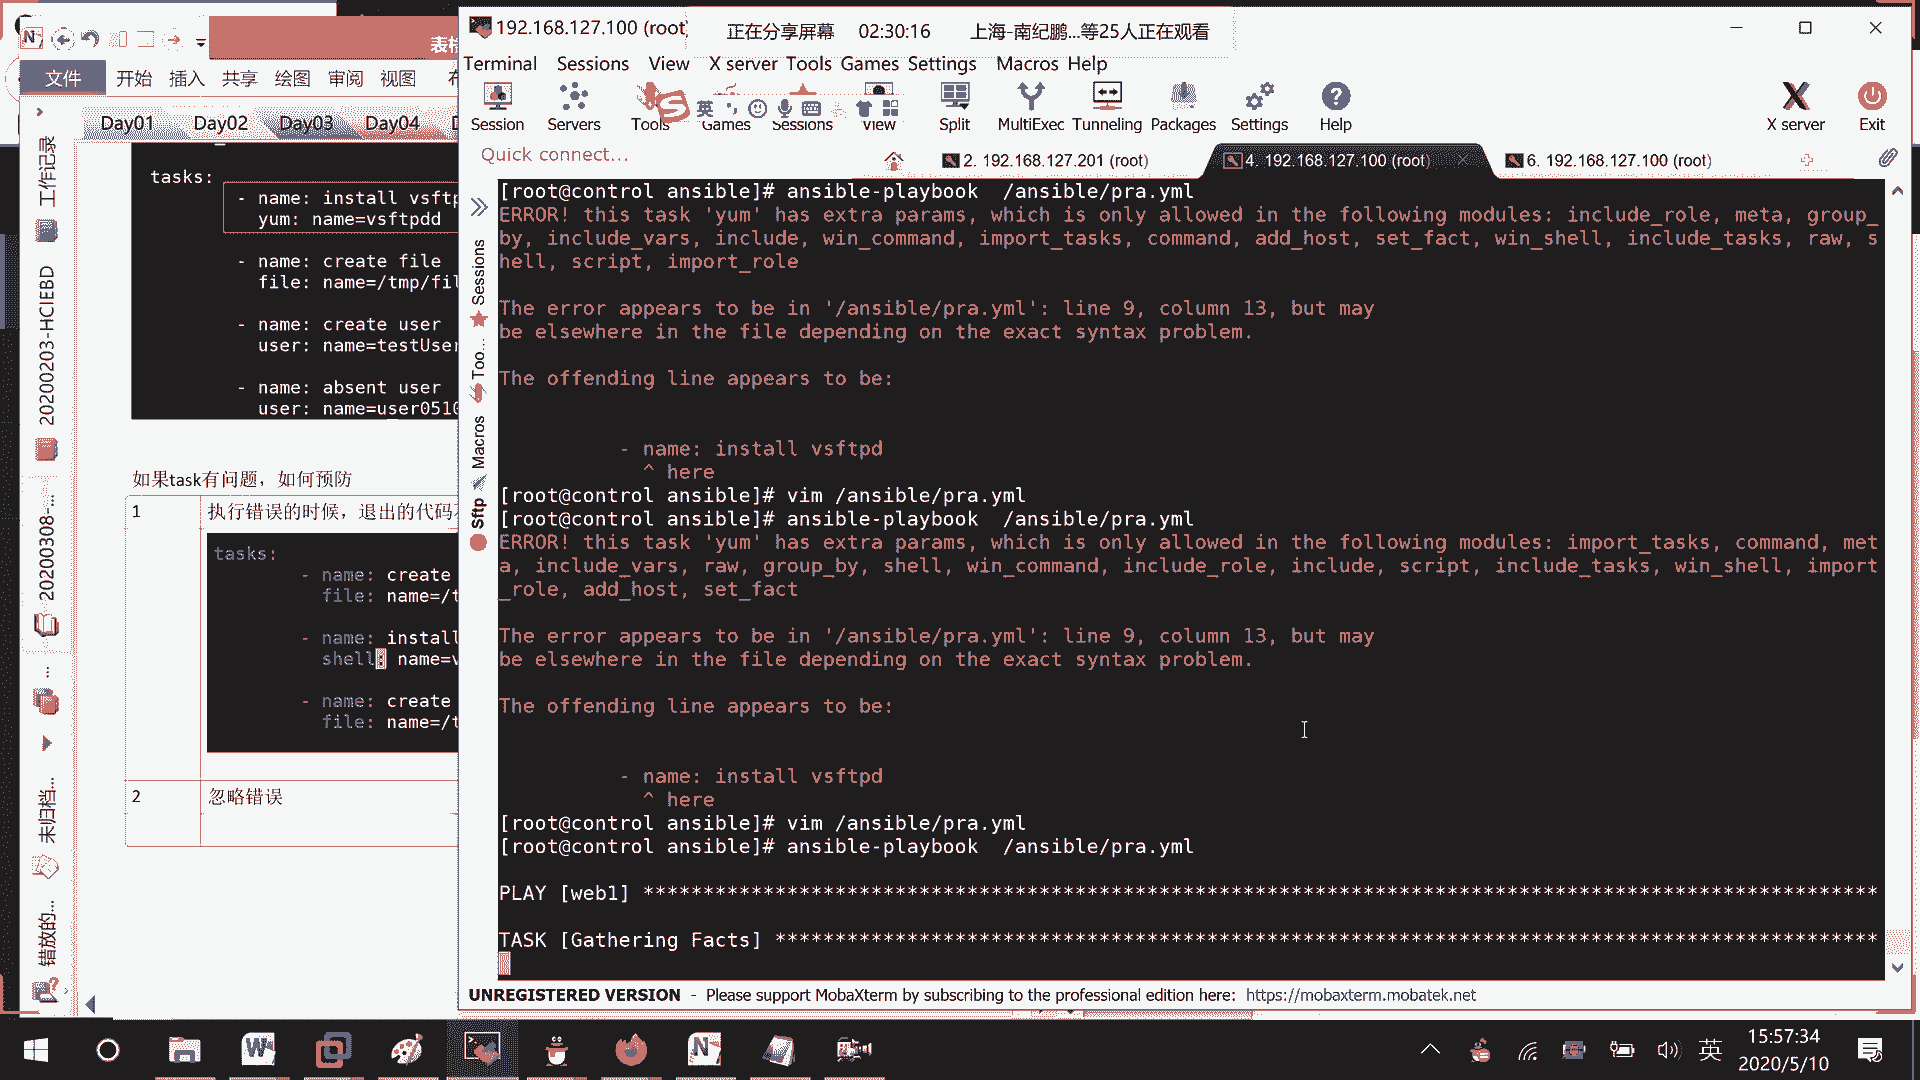 192.168.127.100 (root)
正在分享屏幕 02:30:16 上海-南纪鹏...等25人正在观看
表格
文件 开始 插入 共享 绘图 审阅 视图
Terminal Sessions View X server Tools Games Settings Macros Help
英
Session Servers Tools Games Sessions View Split MultiExec Tunneling Packages Settings Help X server Exit
Day01 Day02 Day03 Day04
Quick connect...
2. 192.168.127.201 (root)
4. 192.168.127.100 (root)
6. 192.168.127.100 (root)
工作记录
20200203-HCIEBD
20200308-...
...
未归档...
错放的...
tasks:
- name: install vsftp
yum: name=vsftpdd
- name: create file
file: name=/tmp/fil
- name: create user
user: name=testUser
- name: absent user
user: name=user0510
如果task有问题，如何预防
1 执行错误的时候，退出的代码
tasks:
- name: create
file: name=/t
- name: install
shell: name=v
- name: create
file: name=/t
2 忽略错误
Sessions
Too...
Macros
Sftp
[root@control ansible]# ansible-playbook  /ansible/pra.yml
ERROR! this task 'yum' has extra params, which is only allowed in the following modules: include_role, meta, group_
by, include_vars, include, win_command, import_tasks, command, add_host, set_fact, win_shell, include_tasks, raw, s
hell, script, import_role
The error appears to be in '/ansible/pra.yml': line 9, column 13, but may
be elsewhere in the file depending on the exact syntax problem.
The offending line appears to be:
- name: install vsftpd
^ here
[root@control ansible]# vim /ansible/pra.yml
[root@control ansible]# ansible-playbook  /ansible/pra.yml
ERROR! this task 'yum' has extra params, which is only allowed in the following modules: import_tasks, command, met
a, include_vars, raw, group_by, shell, win_command, include_role, include, script, include_tasks, win_shell, import
_role, add_host, set_fact
The error appears to be in '/ansible/pra.yml': line 9, column 13, but may
be elsewhere in the file depending on the exact syntax problem.
The offending line appears to be:
- name: install vsftpd
^ here
[root@control ansible]# vim /ansible/pra.yml
[root@control ansible]# ansible-playbook  /ansible/pra.yml
PLAY [web1] *******************************************************************************************************
TASK [Gathering Facts] ********************************************************************************************
UNREGISTERED VERSION - Please support MobaXterm by subscribing to the professional edition here: https://mobaxterm.mobatek.net
英
15:57:34
2020/5/10